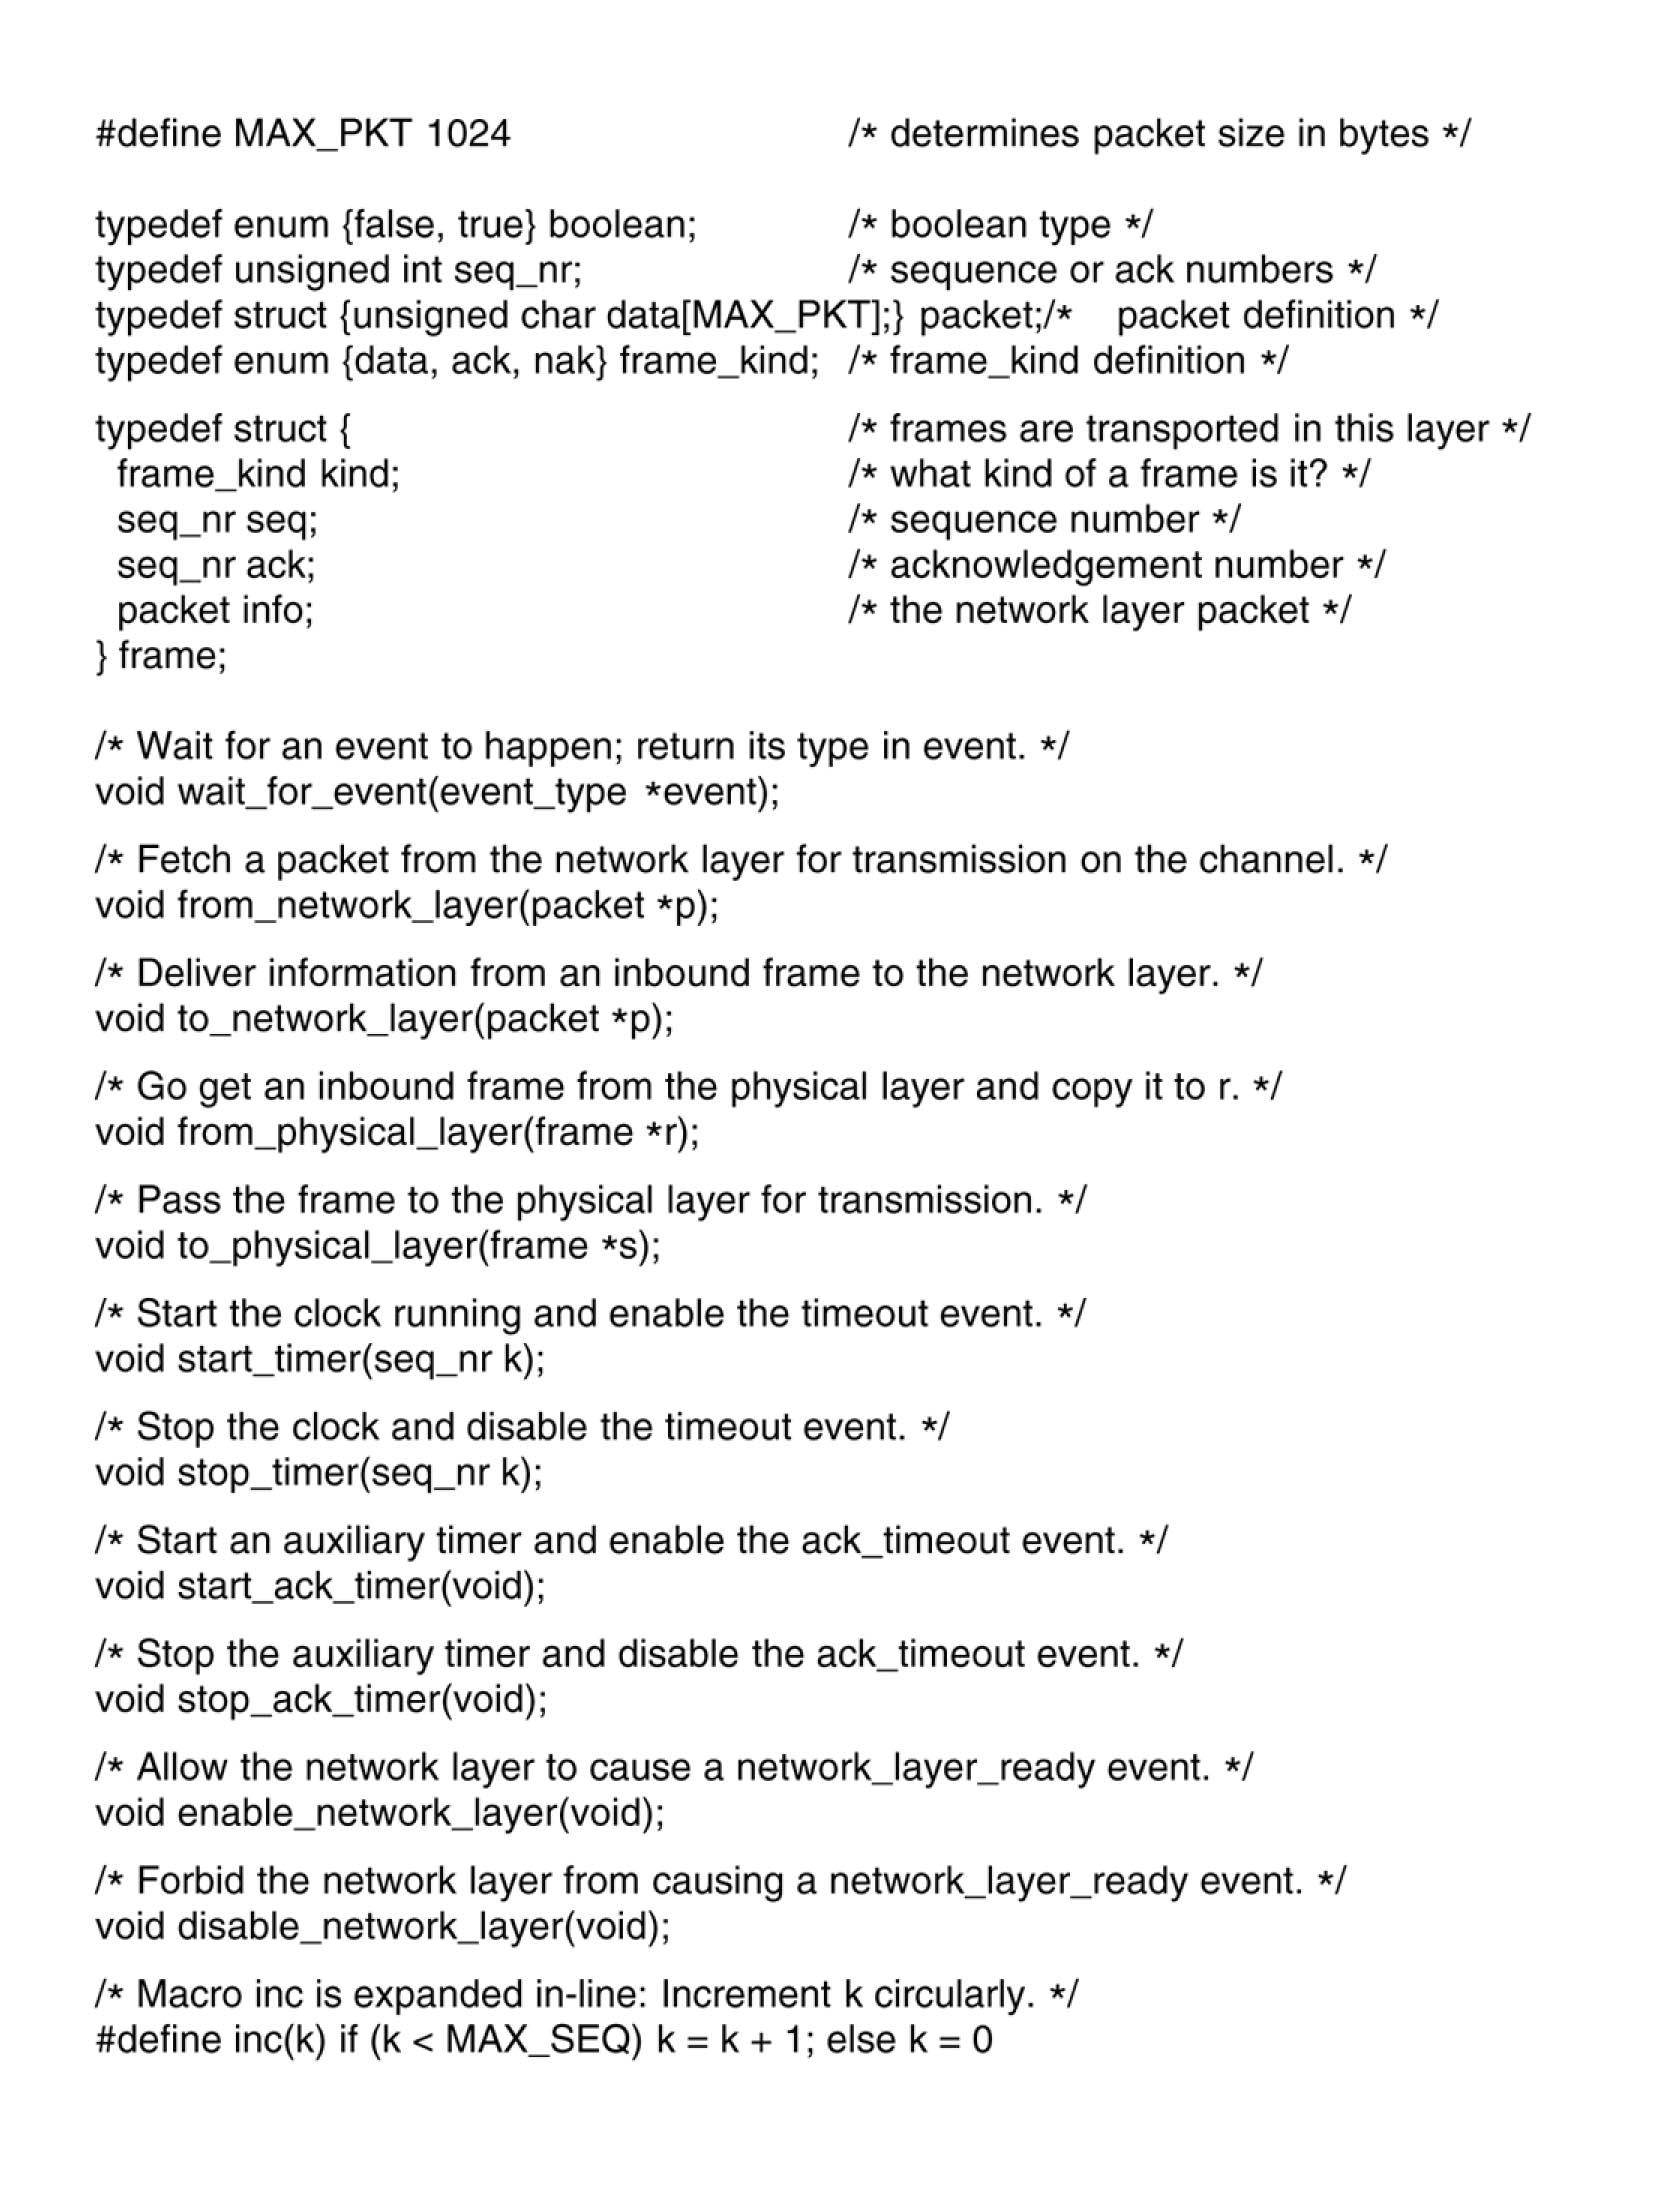 #define MAX_PKT 1024 /* determines packet size in bytes */
typedef enum {false, true} boolean; /* boolean type */
typedef unsigned int seq_nr; /* sequence or ack numbers */
typedef struct {unsigned char data[MAX_PKT];} packet;/* packet definition */
typedef enum {data, ack, nak} frame_kind; /* frame_kind definition */
typedef struct { /* frames are transported in this layer */
frame_kind kind; /* what kind of a frame is it? */
seq_nr seq; /* sequence number */
seq_nr ack; /* acknowledgement number */
packet info; /* the network layer packet */
} frame;
/* Wait for an event to happen; return its type in event. */
void wait_for_event(event_type *event);
/* Fetch a packet from the network layer for transmission on the channel. */
void from_network_layer(packet *p);
/* Deliver information from an inbound frame to the network layer. */
void to_network_layer(packet *p);
/* Go get an inbound frame from the physical layer and copy it to r. */
void from_physical_layer(frame *r);
/* Pass the frame to the physical layer for transmission. */
void to_physical_layer(frame *s);
/* Start the clock running and enable the timeout event. */
void start_timer(seq_nr k);
/* Stop the clock and disable the timeout event. */
void stop_timer(seq_nr k);
/* Start an auxiliary timer and enable the ack_timeout event. */
void start_ack_timer(void);
/* Stop the auxiliary timer and disable the ack_timeout event. */
void stop_ack_timer(void);
/* Allow the network layer to cause a network_layer_ready event. */
void enable_network_layer(void);
/* Forbid the network layer from causing a network_layer_ready event. */
void disable_network_layer(void);
/* Macro inc is expanded in-line: Increment k circularly. */
#define inc(k) if (k < MAX_SEQ) k = k + 1; else k = 0